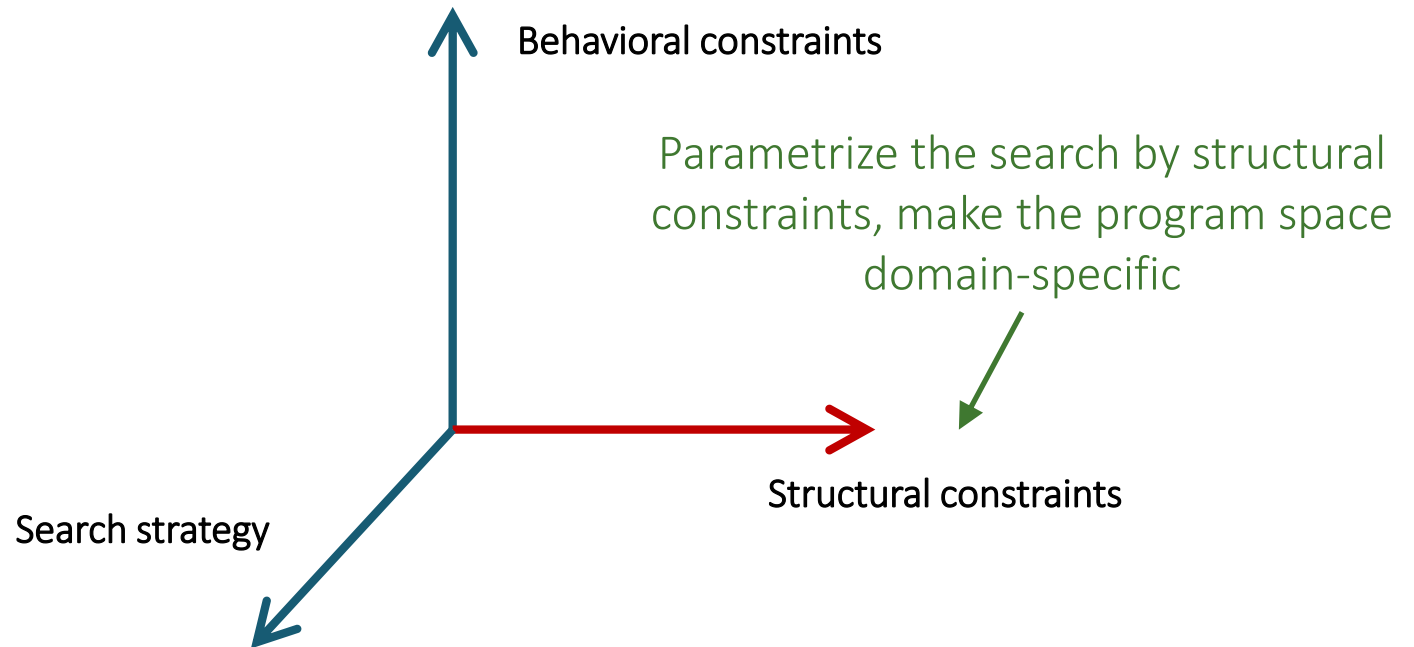 Behavioral constraints
Parametrize the search by structural
constraints, make the program space
domain-specific
Structural constraints
Search strategy